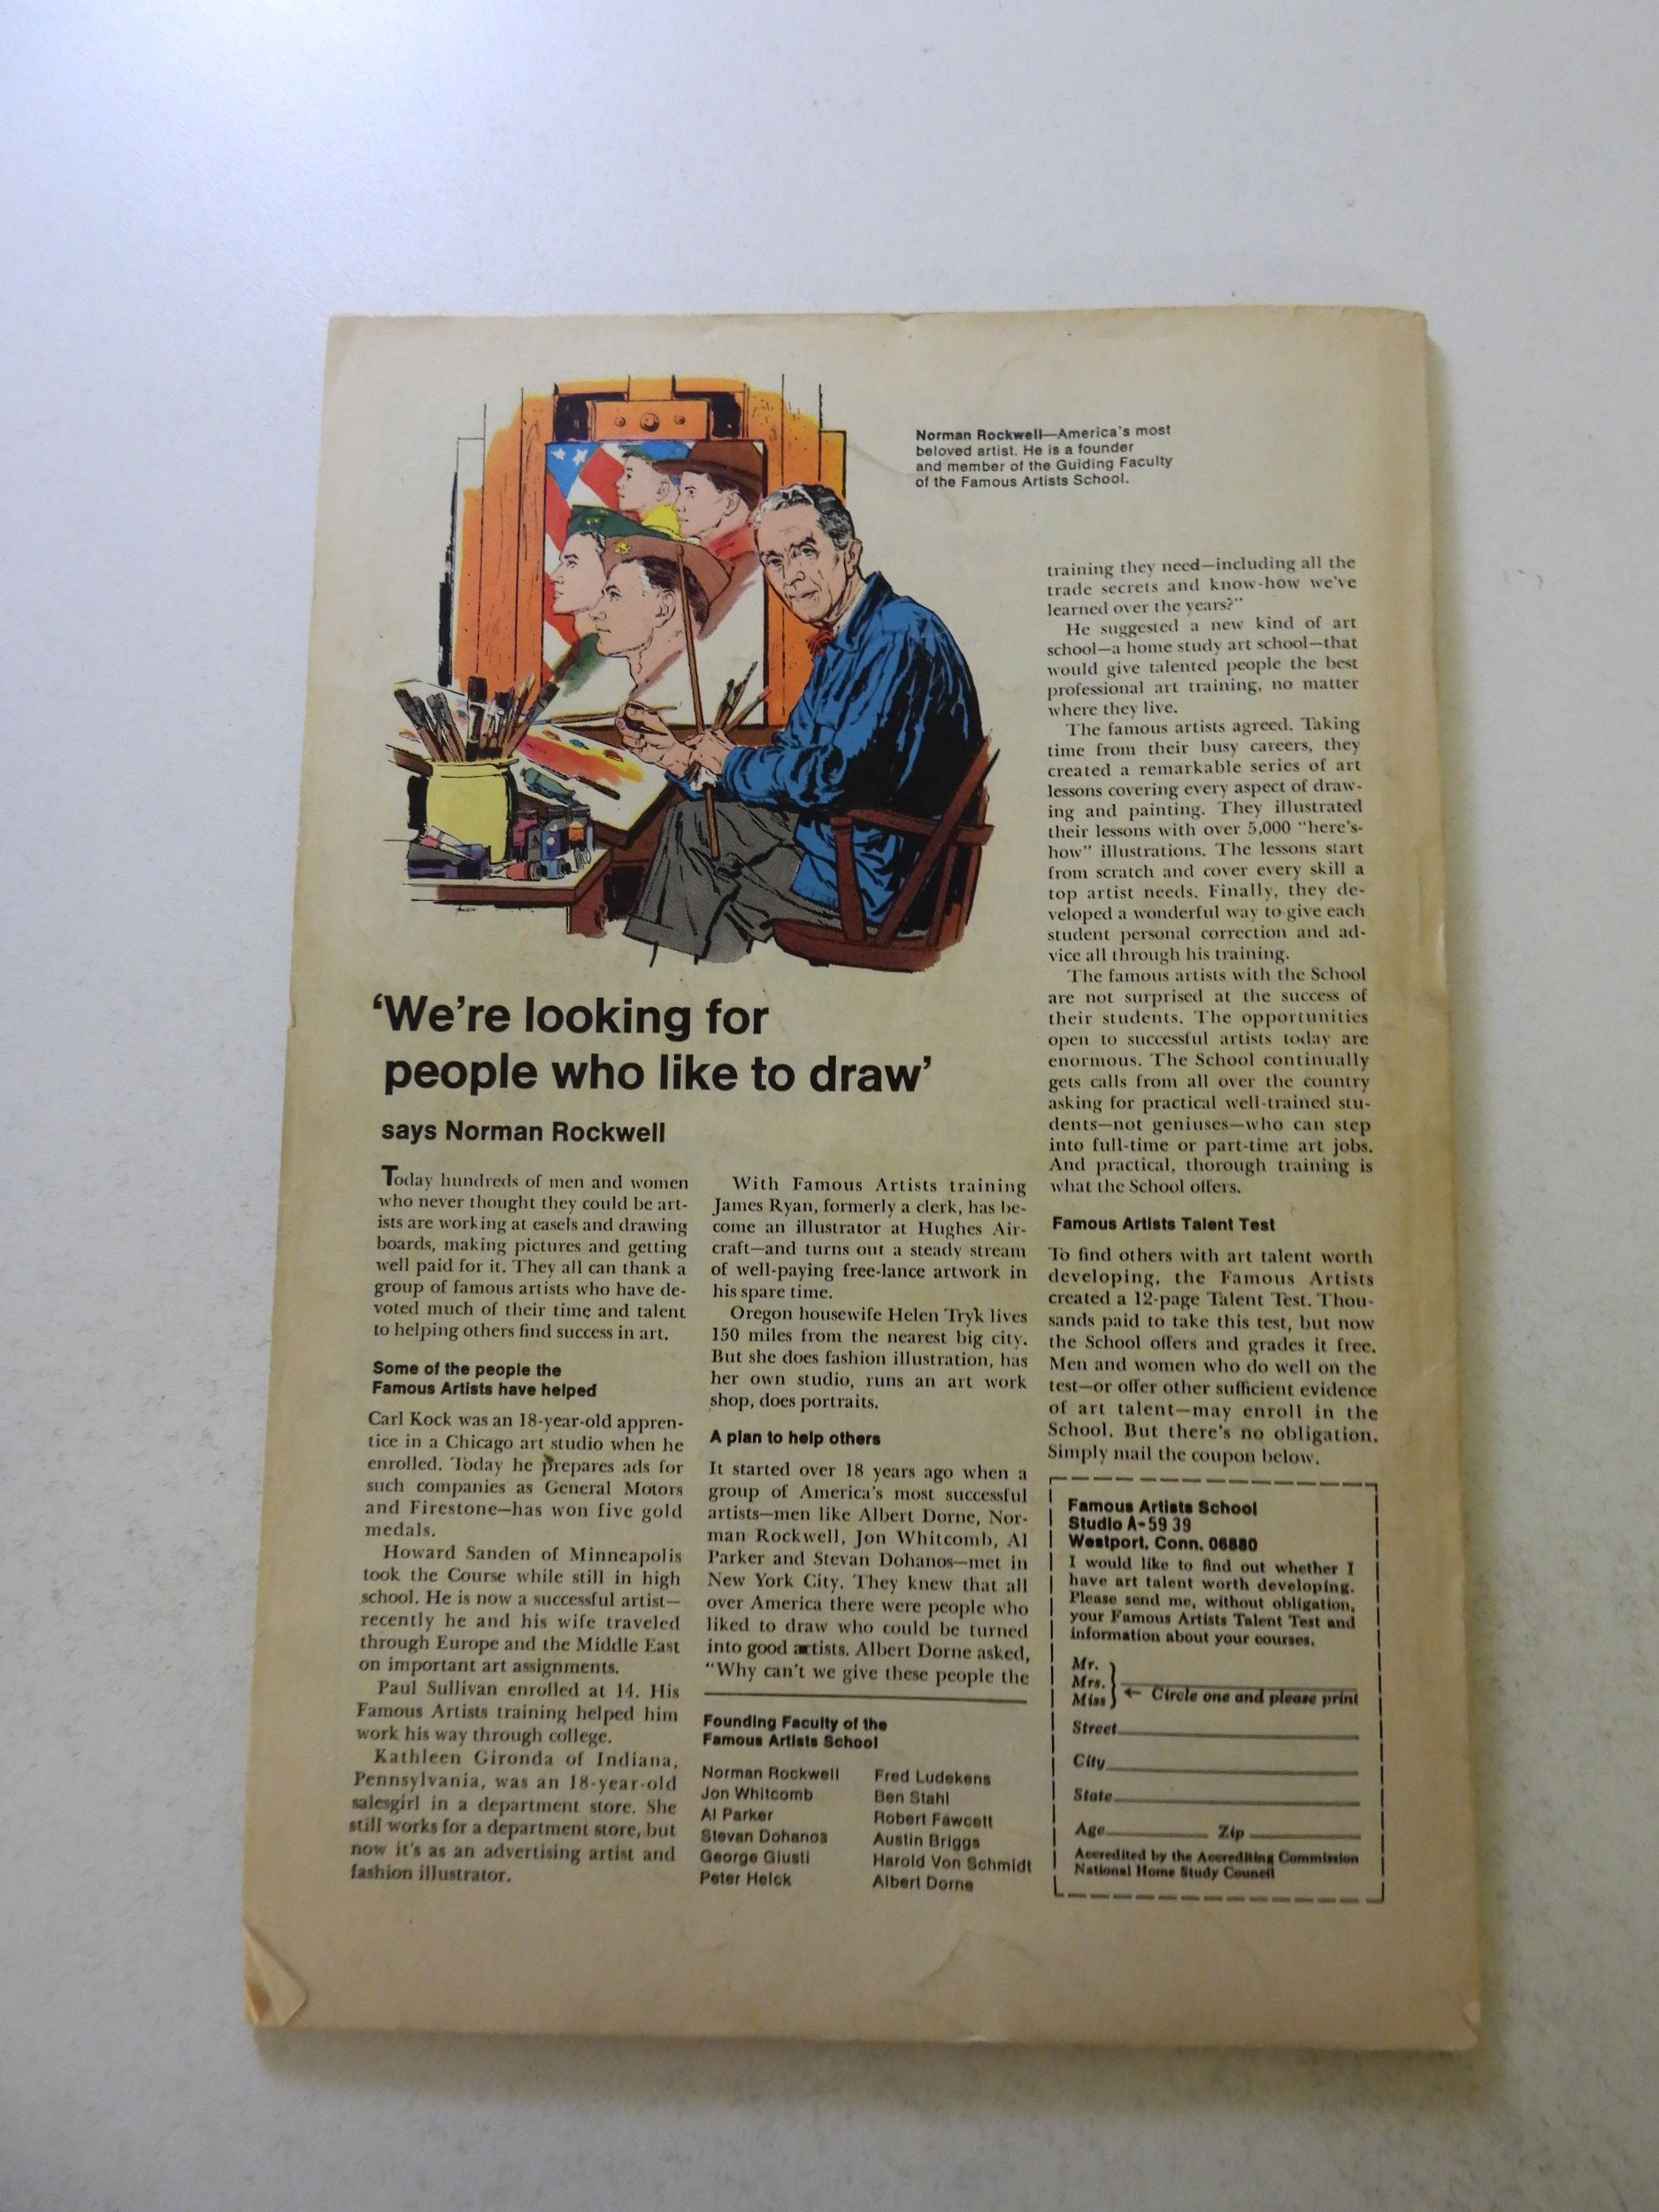 Norman Rockwell—America's most
beloved artist. He is a founder
and member of the Guiding Faculty
of the Famous Artists School.
'We're looking for
people who like to draw'
says Norman Rockwell
Today hundreds of men and women
who never thought they could be art-
ists are working at easels and drawing
boards, making pictures and getting
well paid for it. They all can thank a
group of famous artists who have de-
voted much of their time and talent
to helping others find success in art.
Some of the people the
Famous Artists have helped
Carl Kock was an 18-year-old appren-
tice in a Chicago art studio when he
enrolled. Today he prepares ads for
such companies as General Motors
and Firestone—has won five gold
medals.
Howard Sanden of Minneapolis
took the Course while still in high
school. He is now a successful artist—
recently he and his wife traveled
through Europe and the Middle East
on important art assignments.
Paul Sullivan enrolled at 14. His
Famous Artists training helped him
work his way through college.
Kathleen Gironda of Indiana,
Pennsylvania, was an 18-year-old
salesgirl in a department store. She
still works for a department store, but
now it's as an advertising artist and
fashion illustrator.
With Famous Artists training
James Ryan, formerly a clerk, has be-
come an illustrator at Hughes Air-
craft—and turns out a steady stream
of well-paying free-lance artwork in
his spare time.
Oregon housewife Helen Tryk lives
150 miles from the nearest big city.
But she does fashion illustration, has
her own studio, runs an art work
shop, does portraits.
A plan to help others
It started over 18 years ago when a
group of America's most successful
artists—men like Albert Dorne, Nor-
man Rockwell, Jon Whitcomb, Al
Parker and Stevan Dohanos—met in
New York City. They knew that all
over America there were people who
liked to draw who could be turned
into good artists. Albert Dorne asked,
"Why can't we give these people the
Founding Faculty of the
Famous Artists School
Norman Rockwell
Jon Whitcomb
Al Parker
Stevan Dohanos
George Giusti
Peter Helck
Fred Ludekens
Ben Stahl
Robert Fawcett
Austin Briggs
Harold Von Schmidt
Albert Dorne
training they need—including all the
trade secrets and know-how we've
learned over the years?"
He suggested a new kind of art
school—a home study art school—that
would give talented people the best
professional art training, no matter
where they live.
The famous artists agreed. Taking
time from their busy careers, they
created a remarkable series of art
lessons covering every aspect of draw-
ing and painting. They illustrated
their lessons with over 5,000 "here's-
how" illustrations. The lessons start
from scratch and cover every skill a
top artist needs. Finally, they de-
veloped a wonderful way to give each
student personal correction and ad-
vice all through his training.
The famous artists with the School
are not surprised at the success of
their students. The opportunities
open to successful artists today are
enormous. The School continually
gets calls from all over the country
asking for practical well-trained stu-
dents—not geniuses—who can step
into full-time or part-time art jobs.
And practical, thorough training is
what the School offers.
Famous Artists Talent Test
To find others with art talent worth
developing, the Famous Artists
created a 12-page Talent Test. Thou-
sands paid to take this test, but now
the School offers and grades it free.
Men and women who do well on the
test—or offer other sufficient evidence
of art talent—may enroll in the
School. But there's no obligation.
Simply mail the coupon below.
Famous Artists School
Studio A-59 39
Westport, Conn. 06880
I would like to find out whether I
have art talent worth developing.
Please send me, without obligation,
your Famous Artists Talent Test and
information about your courses.
Mr.
Mrs.
Miss
← Circle one and please print
Street
City
State
Age Zip
Accredited by the Accrediting Commission
National Home Study Council